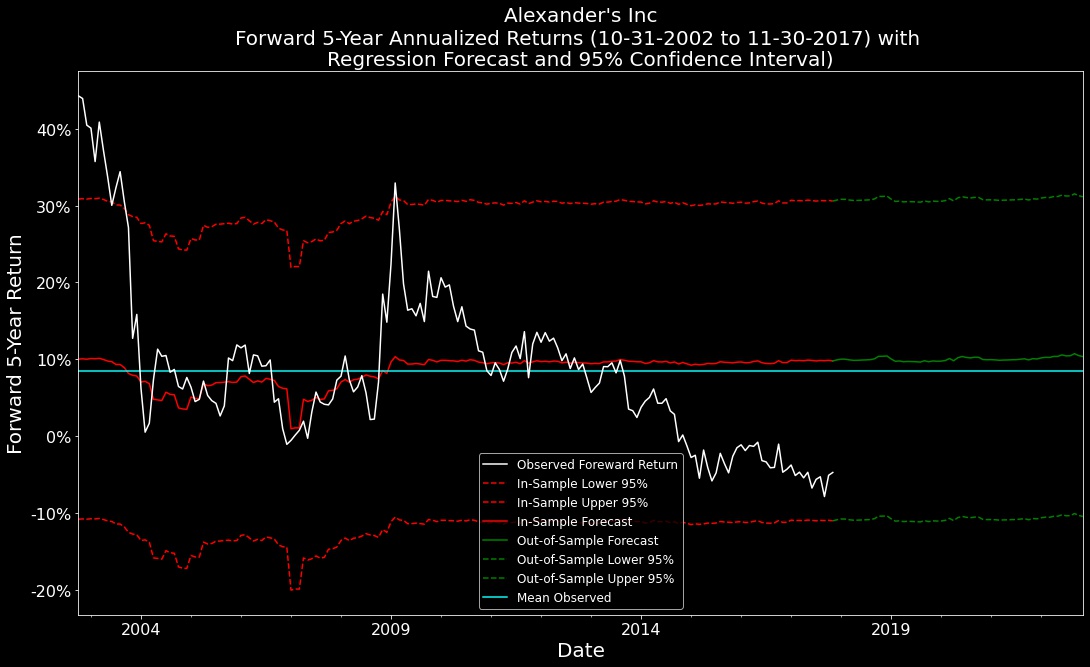 Alexander's Inc
Forward 5-Year Annualized Returns (10-31-2002 to 11-30-2017) with
Regression Forecast and 95% Confidence Interval)
Forward 5-Year Return
40%
30%
20%
10%
0%
-10%
-20%
Observed Foreward Return
In-Sample Lower 95%
In-Sample Upper 95%
In-Sample Forecast
Out-of-Sample Forecast
Out-of-Sample Lower 95%
Out-of-Sample Upper 95%
Mean Observed
2004
2009
2014
2019
Date